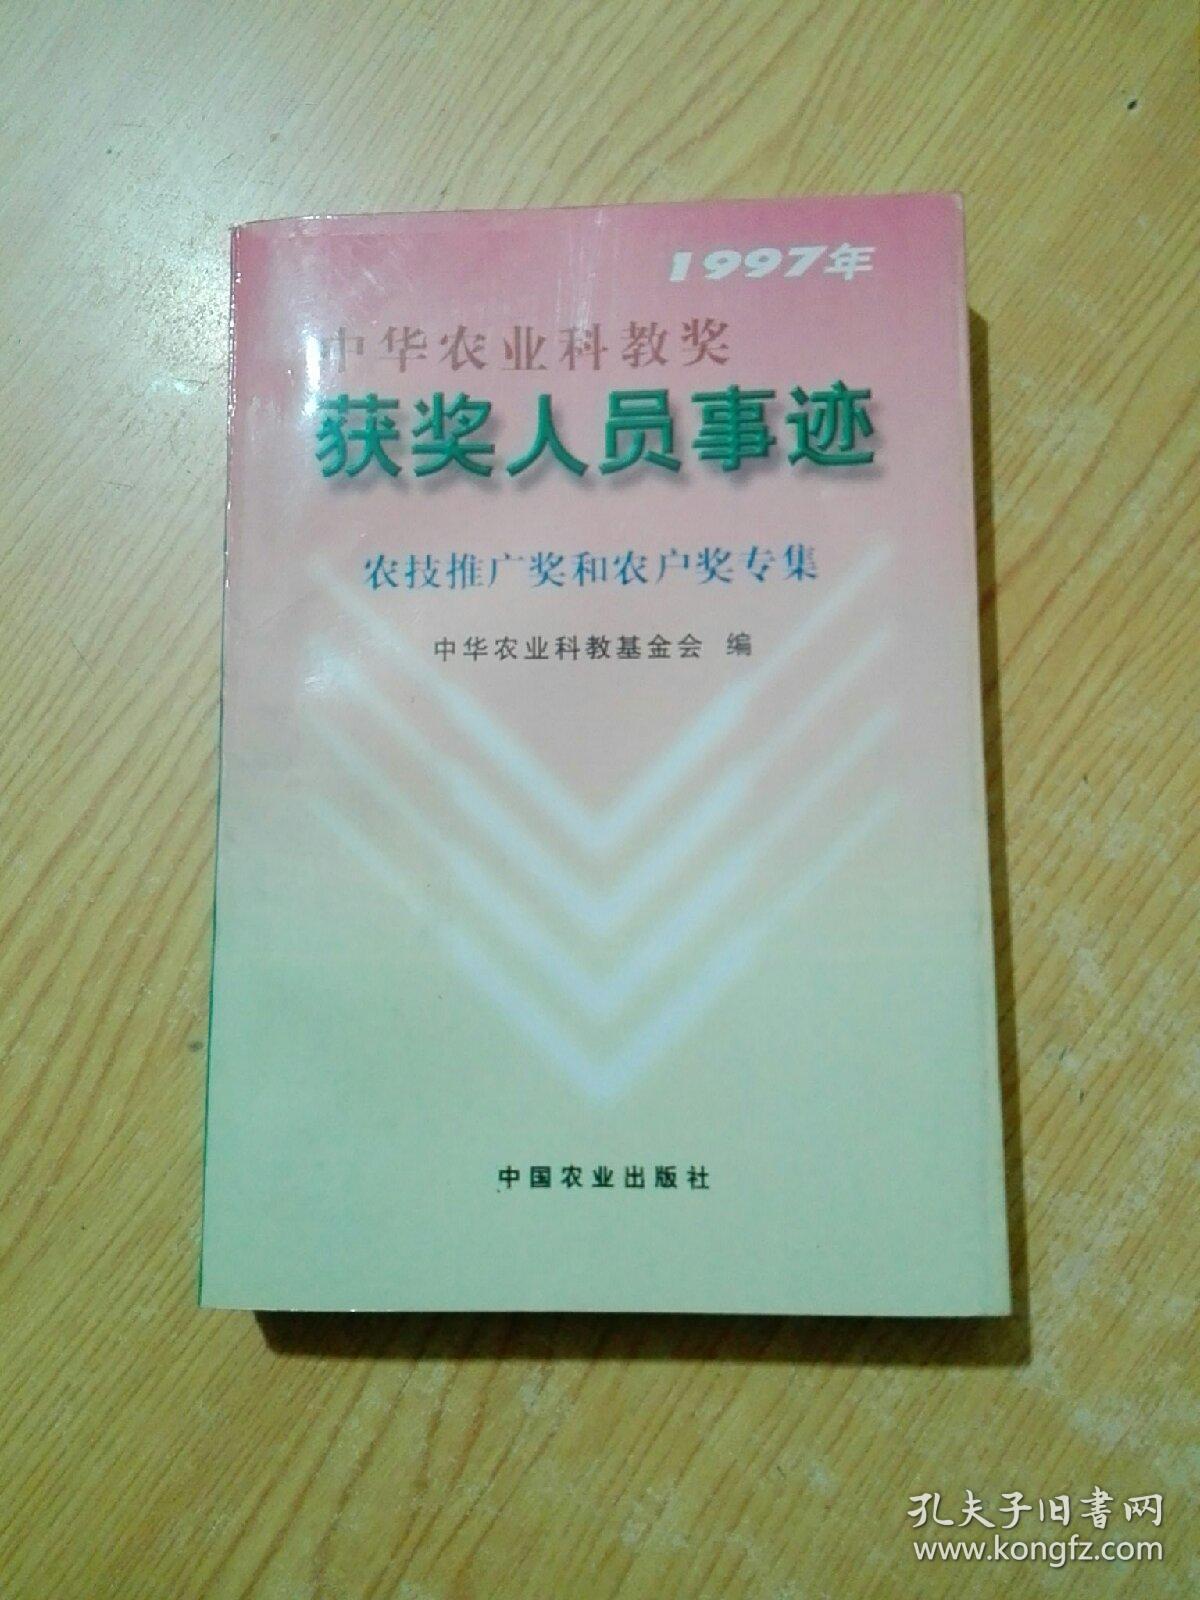 1997年
中华农业科教奖
获奖人员事迹
农技推广奖和农户奖专集
中华农业科教基金会 编
中国农业出版社
孔夫子旧书网
www.kongfz.com